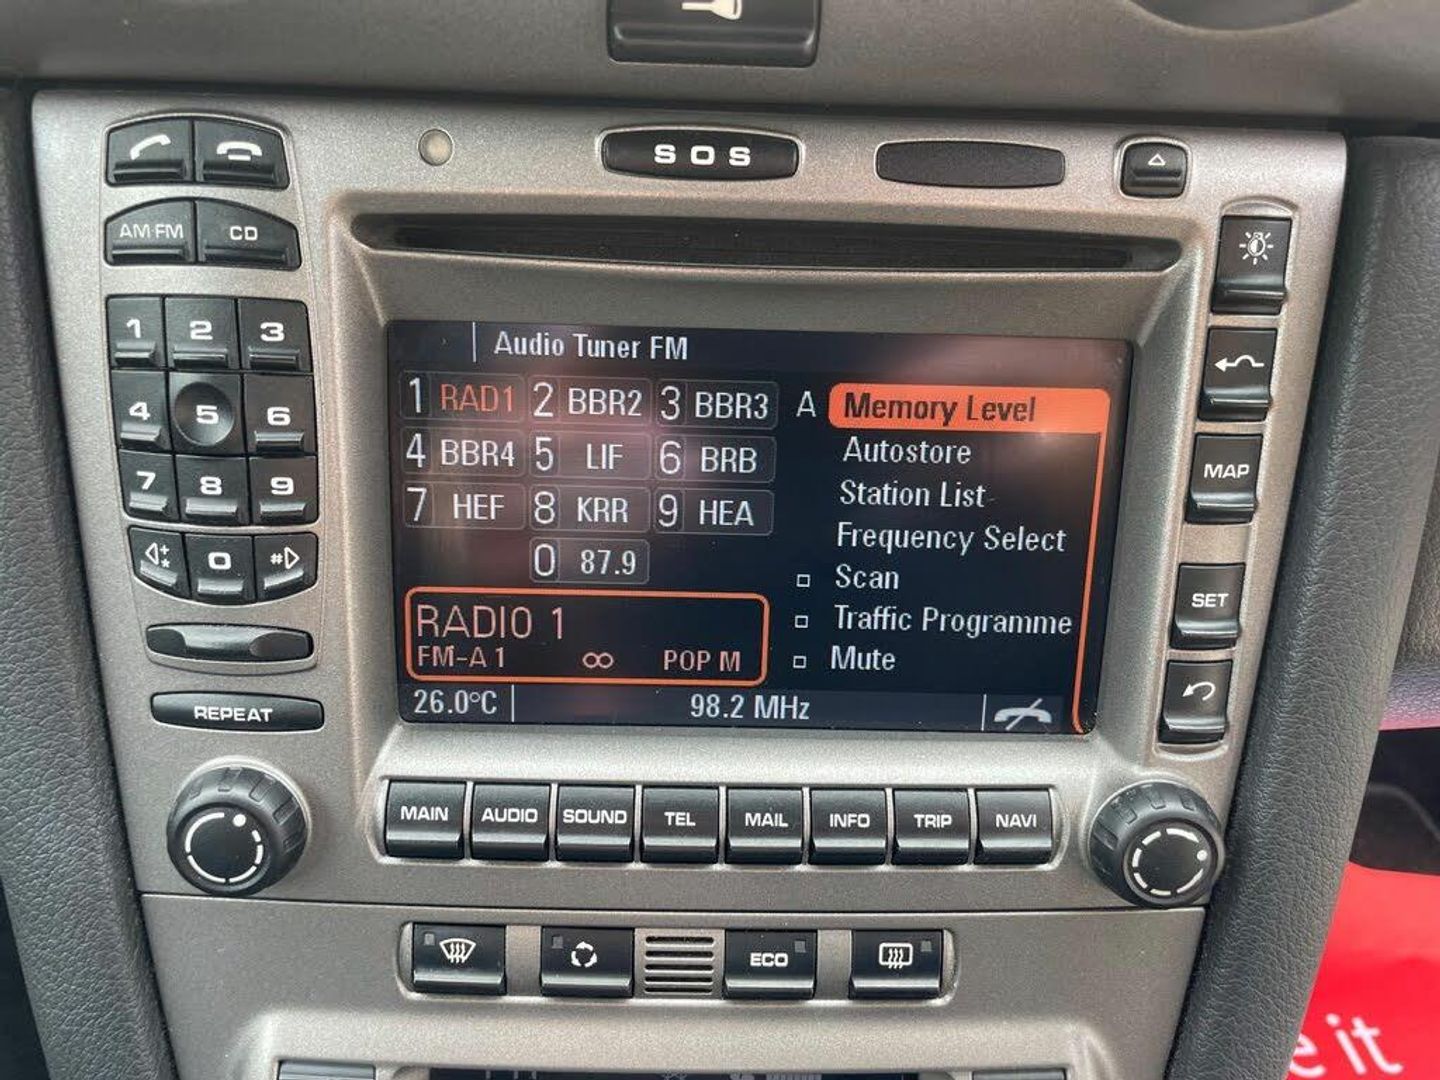 SOS
AM FM CD
1 2 3
4 5 6
7 8 9
* 0 #
REPEAT
Audio Tuner FM
1 RAD1 2 BBR2 3 BBR3
4 BBR4 5 LIF 6 BRB
7 HEF 8 KRR 9 HEA
0 87.9
A Memory Level
Autostore
Station List
Frequency Select
Scan
Traffic Programme
Mute
RADIO 1
FM-A 1 ∞ POP M
26.0°C 98.2 MHz
MAP
SET
MAIN AUDIO SOUND TEL MAIL INFO TRIP NAVI
ECO
e it